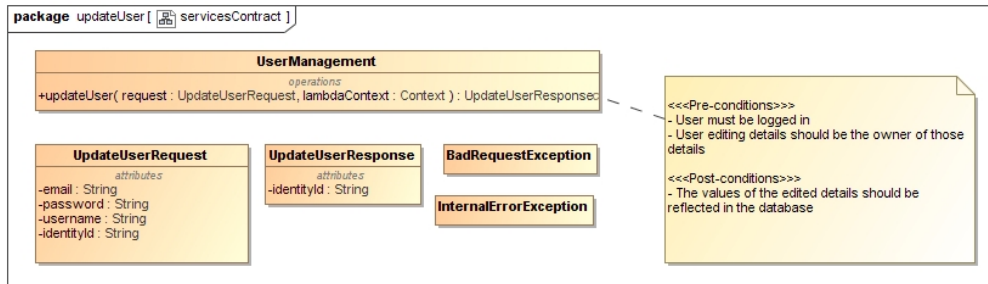 package updateUser [ servicesContract ]
UserManagement
operations
+updateUser( request : UpdateUserRequest, lambdaContext : Context ) : UpdateUserResponse
UpdateUserRequest
attributes
-email : String
-password : String
-username : String
-identityId : String
UpdateUserResponse
attributes
-identityId : String
BadRequestException
InternalErrorException
<<<Pre-conditions>>>
- User must be logged in
- User editing details should be the owner of those
details
<<<Post-conditions>>>
- The values of the edited details should be
reflected in the database